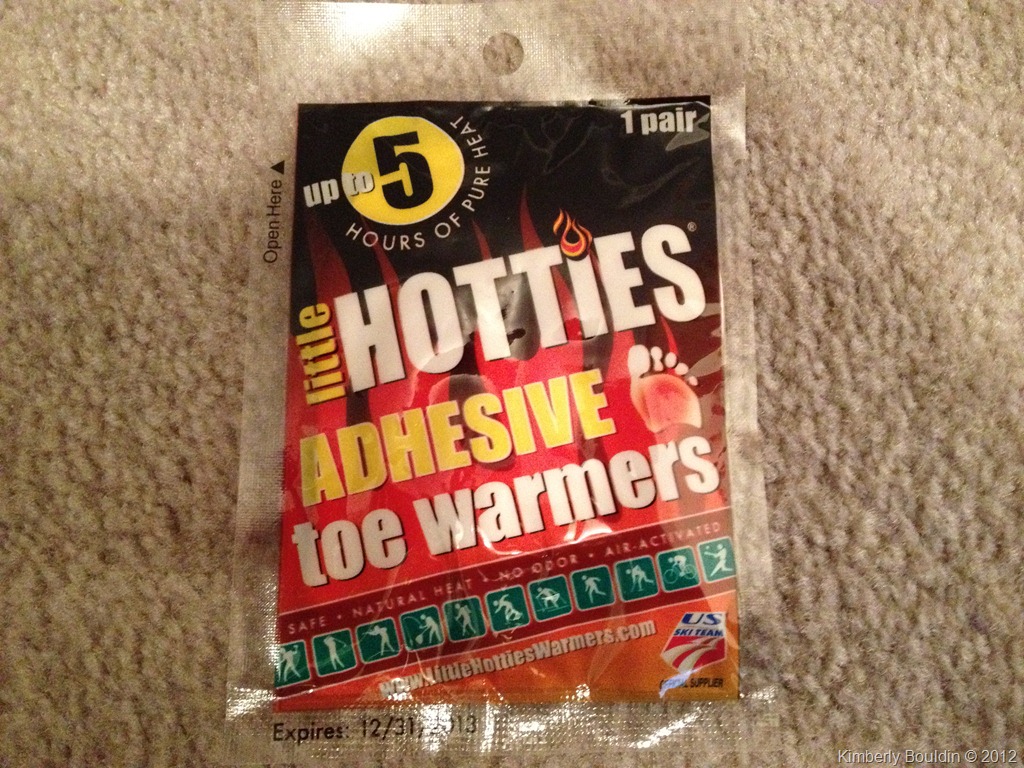 1 pair
up to 5
HOURS OF PURE HEAT
Open Here
little
HOTTIES®
ADHESIVE
toe warmers
SAFE • NATURAL HEAT • NO ODOR • AIR-ACTIVATED
www.LittleHottiesWarmers.com
US
SKI TEAM
SUPPLIER
Expires: 12/31/2013
Kimberly Bouldin © 2012